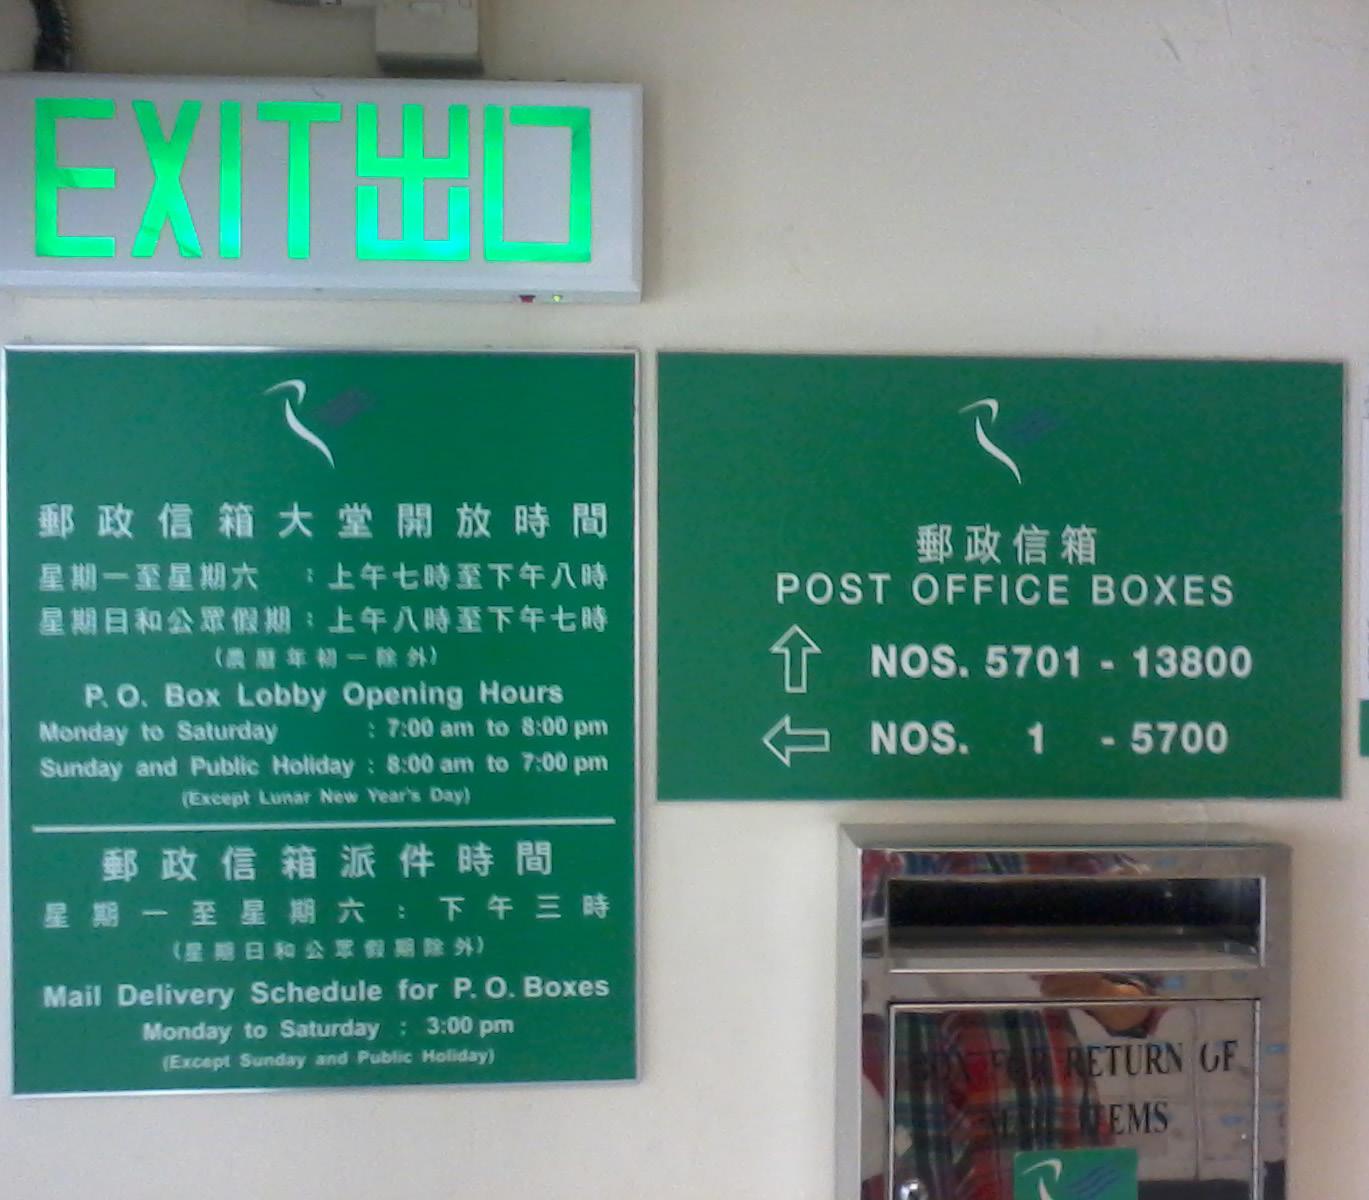 EXIT出口
郵政信箱大堂開放時間
星期一至星期六 : 上午七時至下午八時
星期日和公眾假期 : 上午八時至下午七時
(農曆年初一除外)
P. O. Box Lobby Opening Hours
Monday to Saturday : 7:00 am to 8:00 pm
Sunday and Public Holiday : 8:00 am to 7:00 pm
(Except Lunar New Year's Day)
郵政信箱派件時間
星期一至星期六 : 下午三時
(星期日和公眾假期除外)
Mail Delivery Schedule for P. O. Boxes
Monday to Saturday : 3:00 pm
(Except Sunday and Public Holiday)
郵政信箱
POST OFFICE BOXES
NOS. 5701 - 13800
NOS. 1 - 5700
BOX FOR RETURN OF
ITEMS